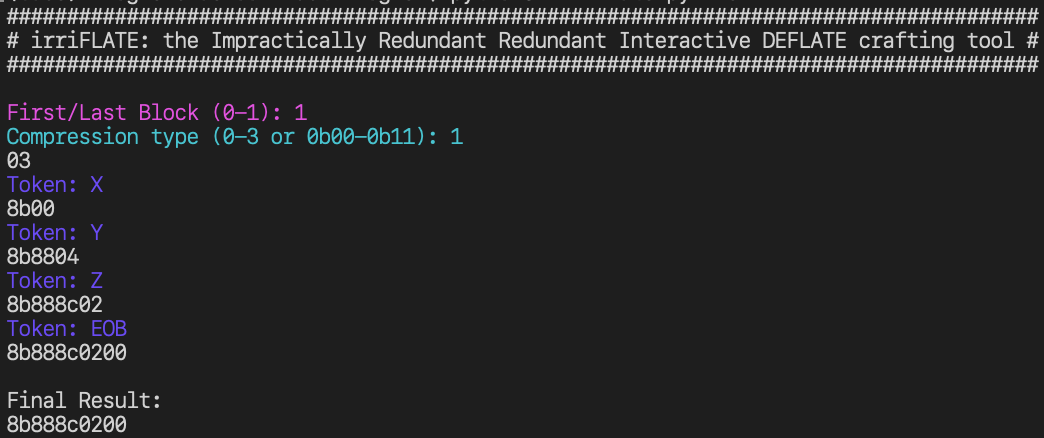 ######################################################################################
# irriFLATE: the Impractically Redundant Redundant Interactive DEFLATE crafting tool #
######################################################################################
First/Last Block (0-1): 1
Compression type (0-3 or 0b00-0b11): 1
03
Token: X
8b00
Token: Y
8b8804
Token: Z
8b888c02
Token: EOB
8b888c0200
Final Result:
8b888c0200